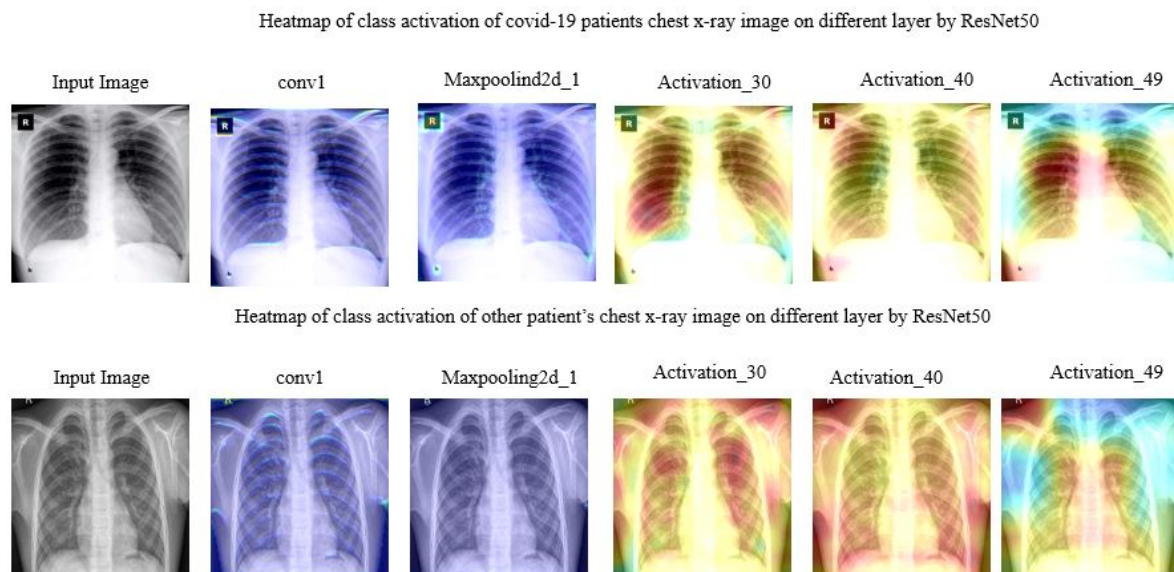 Heatmap of class activation of covid-19 patients chest x-ray image on different layer by ResNet50
Input Image
conv1
Maxpoolind2d_1
Activation_30
Activation_40
Activation_49
R
R
R
R
R
R
Heatmap of class activation of other patient's chest x-ray image on different layer by ResNet50
Input Image
conv1
Maxpooling2d_1
Activation_30
Activation_40
Activation_49